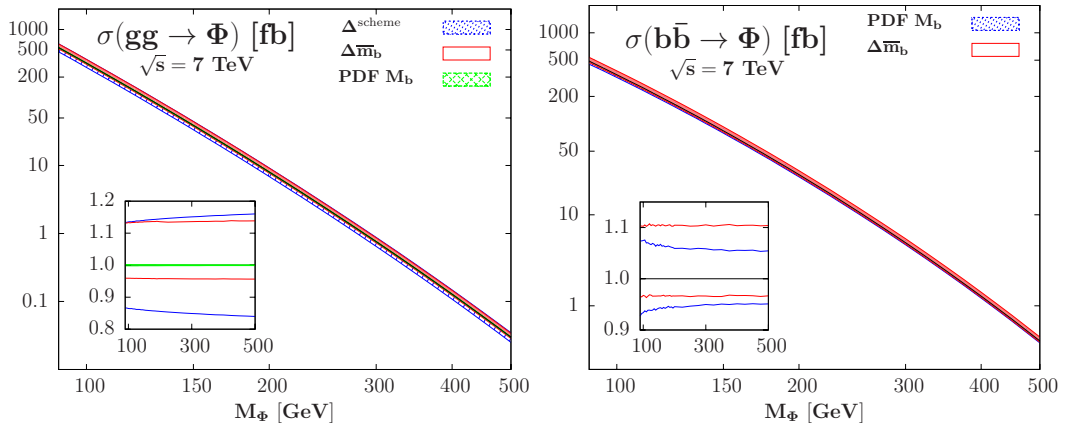 σ(gg → Φ) [fb]
√s = 7 TeV
Δ^scheme
Δm̅_b
PDF M_b
1000
500
200
50
10
1
0.1
1.2
1.1
1.0
0.9
0.8
100 300 500
100 200 300 400 500
M_Φ [GeV]
σ(bb̅ → Φ) [fb]
√s = 7 TeV
PDF M_b
Δm̅_b
1000
500
200
50
10
1
1.1
1.0
0.9
100 300 500
100 200 300 400 500
M_Φ [GeV]